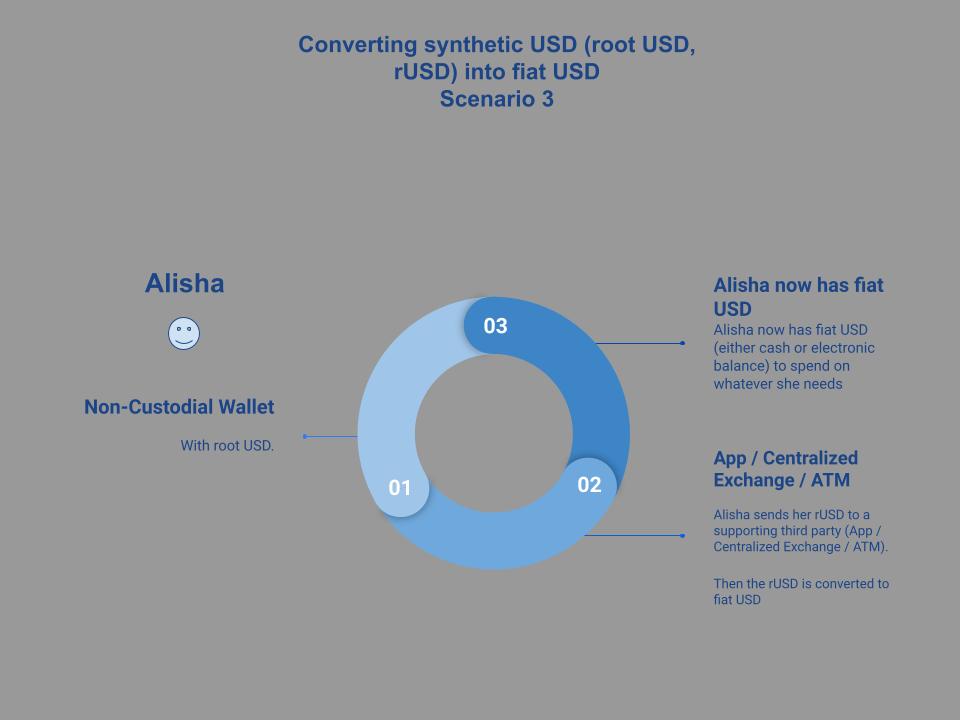 Converting synthetic USD (root USD,
rUSD) into fiat USD
Scenario 3
Alisha
Non-Custodial Wallet
With root USD.
01
02
03
Alisha now has fiat
USD
Alisha now has fiat USD
(either cash or electronic
balance) to spend on
whatever she needs
App / Centralized
Exchange / ATM
Alisha sends her rUSD to a
supporting third party (App /
Centralized Exchange / ATM).
Then the rUSD is converted to
fiat USD